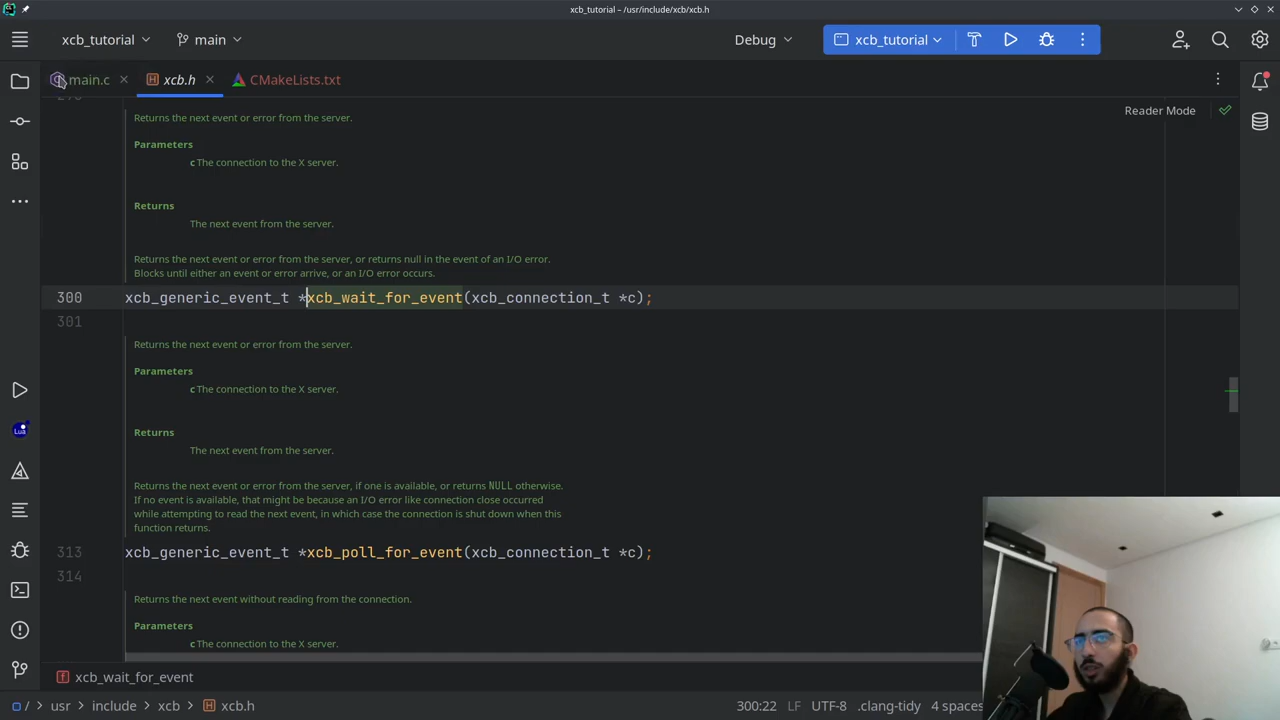 xcb_tutorial – /usr/include/xcb/xcb.h
xcb_tutorial
main
Debug
xcb_tutorial
main.c
xcb.h
CMakeLists.txt
Reader Mode
Returns the next event or error from the server.
Parameters
c The connection to the X server.
Returns
The next event from the server.
Returns the next event or error from the server, or returns null in the event of an I/O error.
Blocks until either an event or error arrive, or an I/O error occurs.
300 xcb_generic_event_t *xcb_wait_for_event(xcb_connection_t *c);
301
Returns the next event or error from the server.
Parameters
c The connection to the X server.
Returns
The next event from the server.
Returns the next event or error from the server, if one is available, or returns NULL otherwise.
If no event is available, that might be because an I/O error like connection close occurred
while attempting to read the next event, in which case the connection is shut down when this
function returns.
313 xcb_generic_event_t *xcb_poll_for_event(xcb_connection_t *c);
314
Returns the next event without reading from the connection.
Parameters
c The connection to the X server.
Lua
f xcb_wait_for_event
/ usr include xcb xcb.h
300:22 LF UTF-8 .clang-tidy 4 spaces